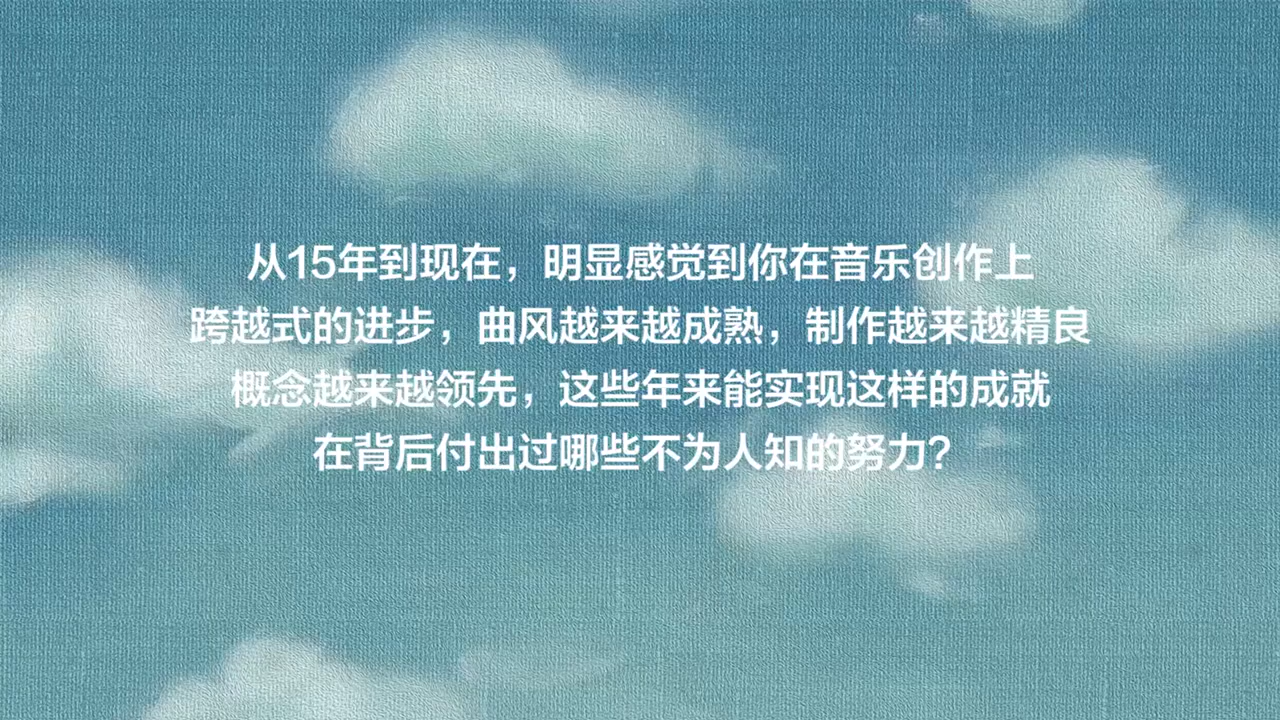 从15年到现在，明显感觉到你在音乐创作上
跨越式的进步，曲风越来越成熟，制作越来越精良
概念越来越领先，这些年来能实现这样的成就
在背后付出过哪些不为人知的努力？